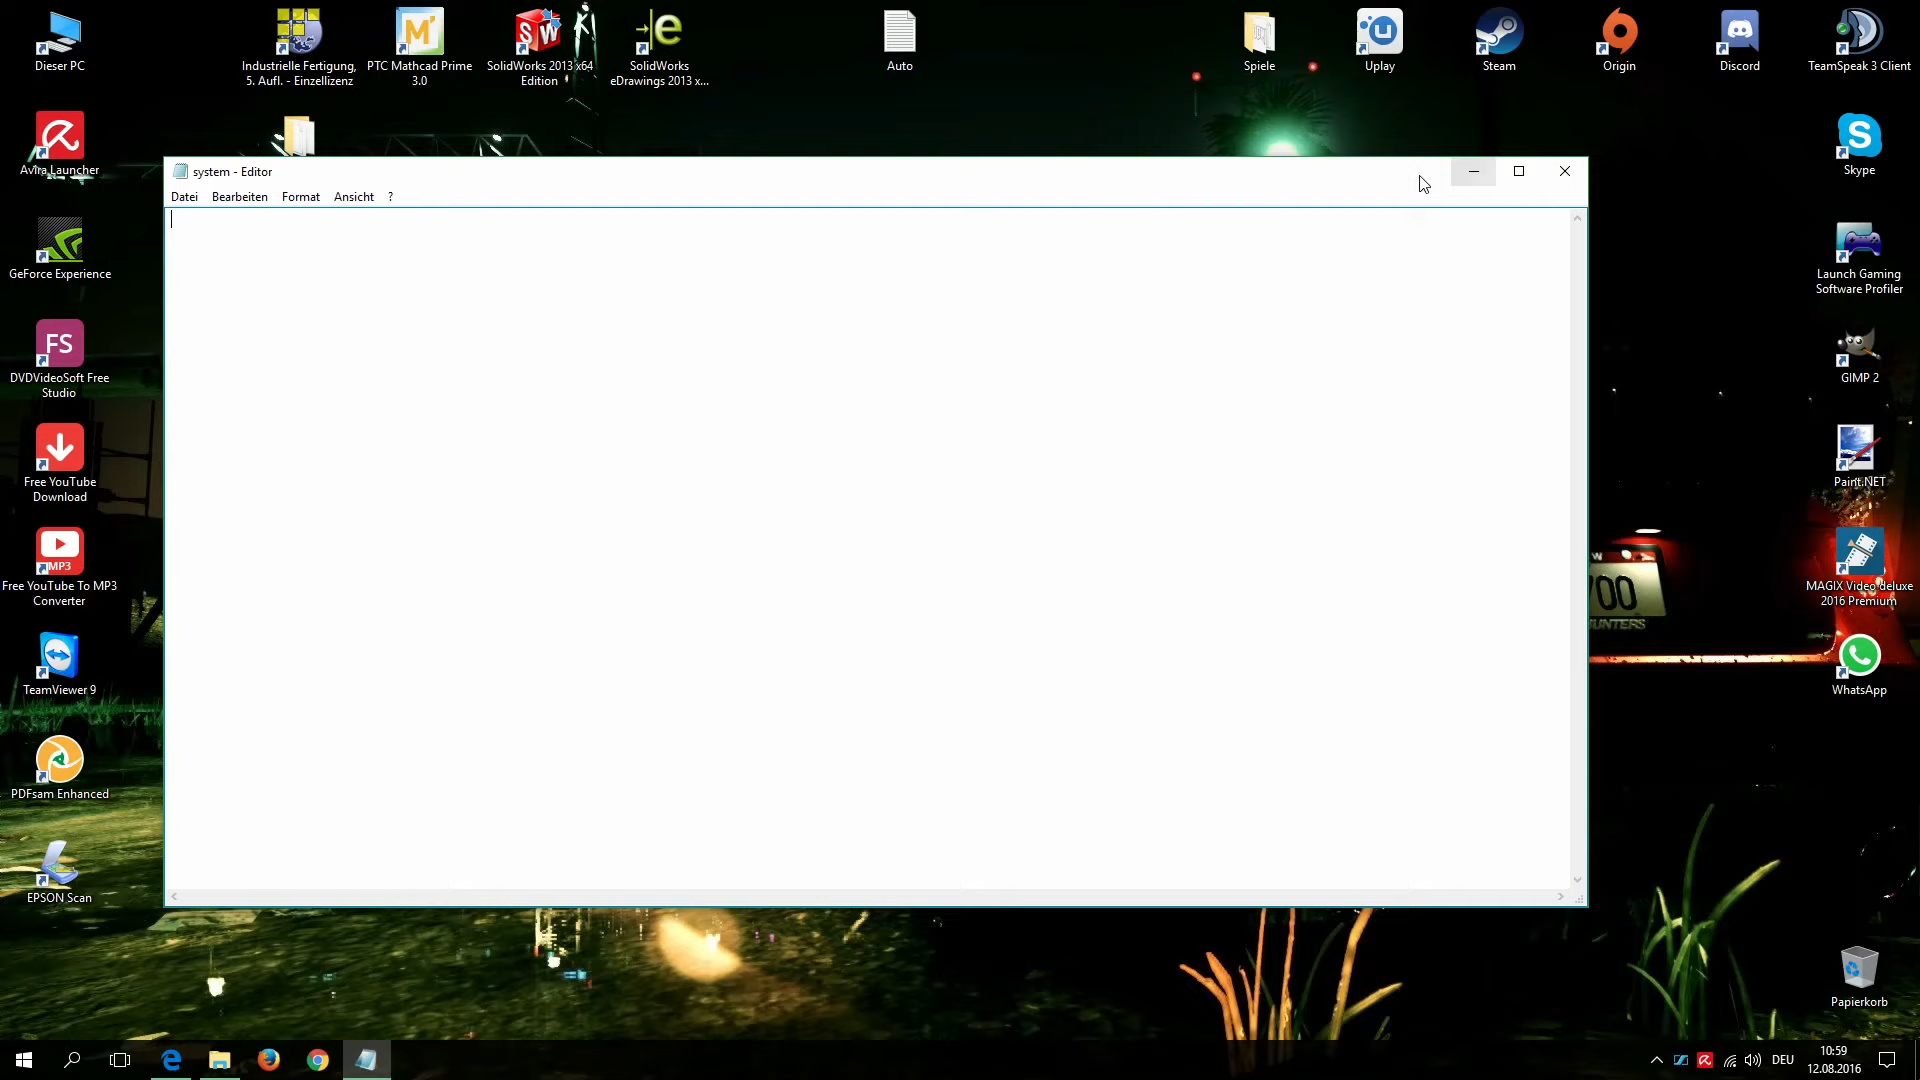 Dieser PC
Industrielle Fertigung,
5. Aufl. - Einzellizenz
PTC Mathcad Prime
3.0
SolidWorks 2013 x64
Edition
SolidWorks
eDrawings 2013 x...
Auto
Spiele
Uplay
Steam
Origin
Discord
TeamSpeak 3 Client
Avira Launcher
Skype
system - Editor
Datei Bearbeiten Format Ansicht ?
GeForce Experience
Launch Gaming
Software Profiler
FS
DVDVideoSoft Free
Studio
GIMP 2
Free YouTube
Download
Paint.NET
MP3
Free YouTube To MP3
Converter
MAGIX Video deluxe
2016 Premium
TeamViewer 9
WhatsApp
PDFsam Enhanced
EPSON Scan
Papierkorb
DEU
10:59
12.08.2016